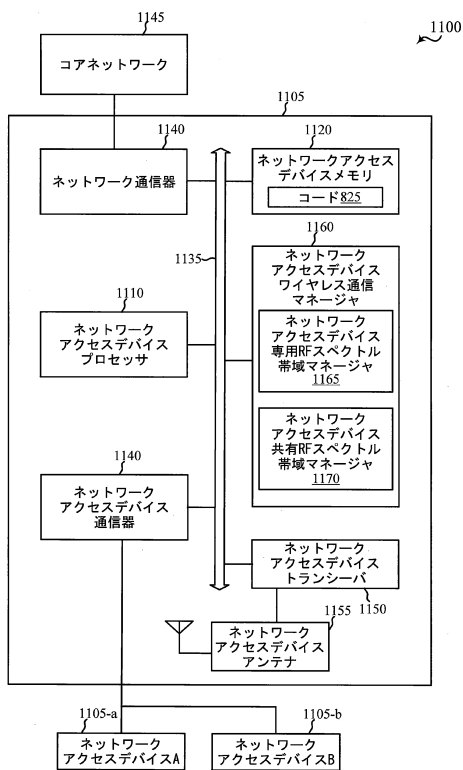 1145
1100
コアネットワーク
1105
1140
ネットワーク通信器
1120
ネットワークアクセス
デバイスメモリ
コード825
1135
1160
ネットワーク
アクセスデバイス
ワイヤレス通信
マネージャ
ネットワーク
アクセスデバイス
専用RFスペクトル
帯域マネージャ
1165
ネットワーク
アクセスデバイス
共有RFスペクトル
帯域マネージャ
1170
1110
ネットワーク
アクセスデバイス
プロセッサ
1140
ネットワーク
アクセスデバイス
通信器
ネットワーク
アクセスデバイス
トランシーバ
1150
1155
ネットワーク
アクセスデバイス
アンテナ
1105-a
ネットワーク
アクセスデバイスA
1105-b
ネットワーク
アクセスデバイスB